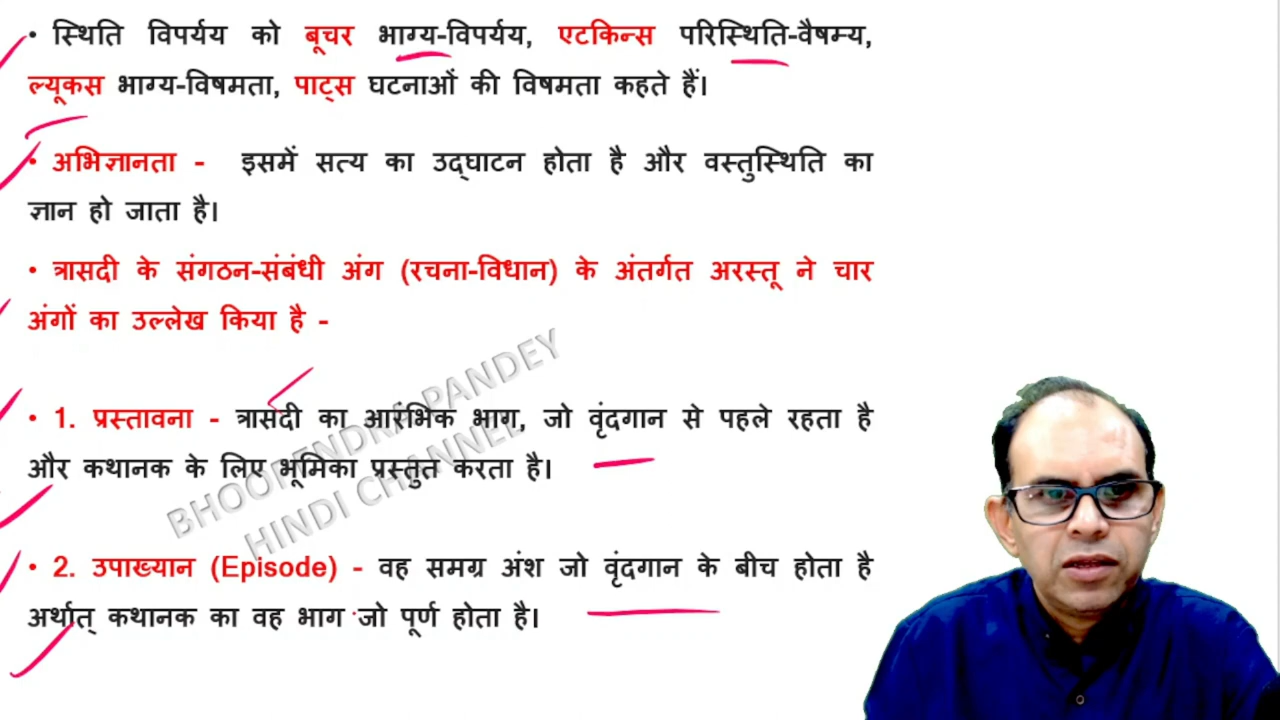 • स्थिति विपर्यय को बूचर भाग्य-विपर्यय, एटकिन्स परिस्थिति-वैषम्य,
ल्यूकस भाग्य-विषमता, पाट्स घटनाओं की विषमता कहते हैं।
• अभिज्ञानता - इसमें सत्य का उद्घाटन होता है और वस्तुस्थिति का
ज्ञान हो जाता है।
• त्रासदी के संगठन-संबंधी अंग (रचना-विधान) के अंतर्गत अरस्तू ने चार
अंगों का उल्लेख किया है -
• 1. प्रस्तावना - त्रासदी का आरंभिक भाग, जो वृंदगान से पहले रहता है
और कथानक के लिए भूमिका प्रस्तुत करता है।
• 2. उपाख्यान (Episode) - वह समग्र अंश जो वृंदगान के बीच होता है
अर्थात् कथानक का वह भाग जो पूर्ण होता है।
BHOOPENDRA PANDEY
HINDI CHANNEL